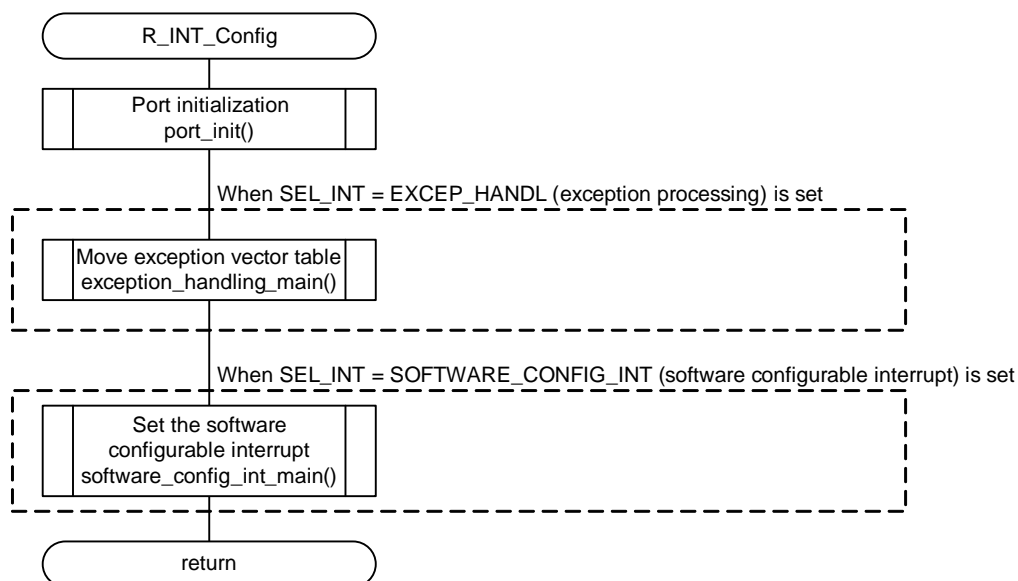 R_INT_Config
Port initialization
port_init()
When SEL_INT = EXCEP_HANDL (exception processing) is set
Move exception vector table
exception_handling_main()
When SEL_INT = SOFTWARE_CONFIG_INT (software configurable interrupt) is set
Set the software
configurable interrupt
software_config_int_main()
return